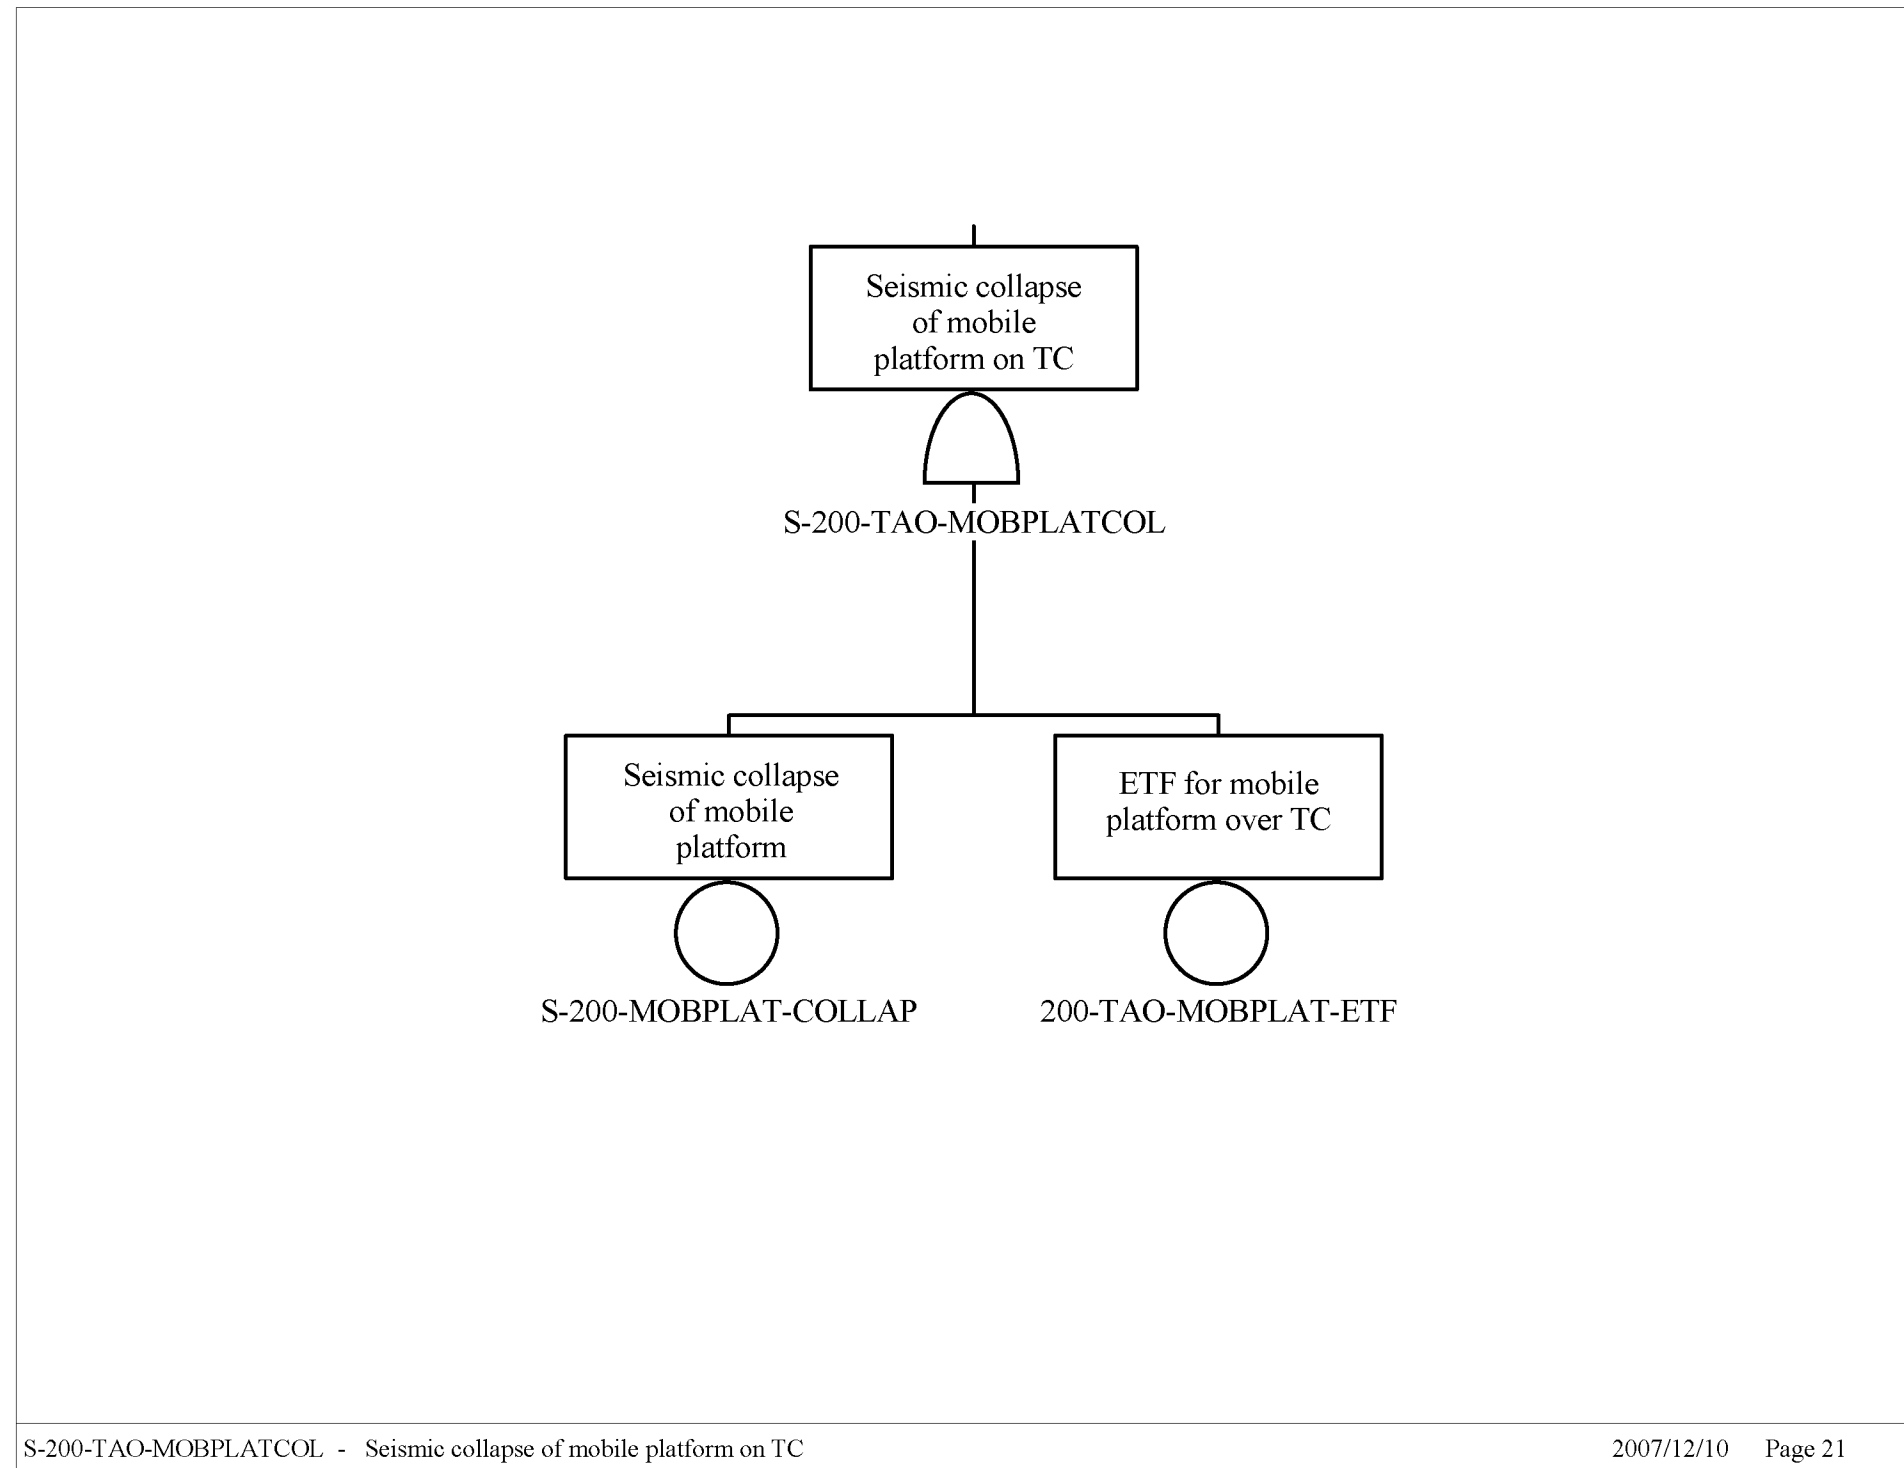 Seismic collapse
of mobile
platform on TC
S-200-TAO-MOBPLATCOL
Seismic collapse
of mobile
platform
S-200-MOBPLAT-COLLAP
ETF for mobile
platform over TC
200-TAO-MOBPLAT-ETF
S-200-TAO-MOBPLATCOL - Seismic collapse of mobile platform on TC
2007/12/10 Page 21